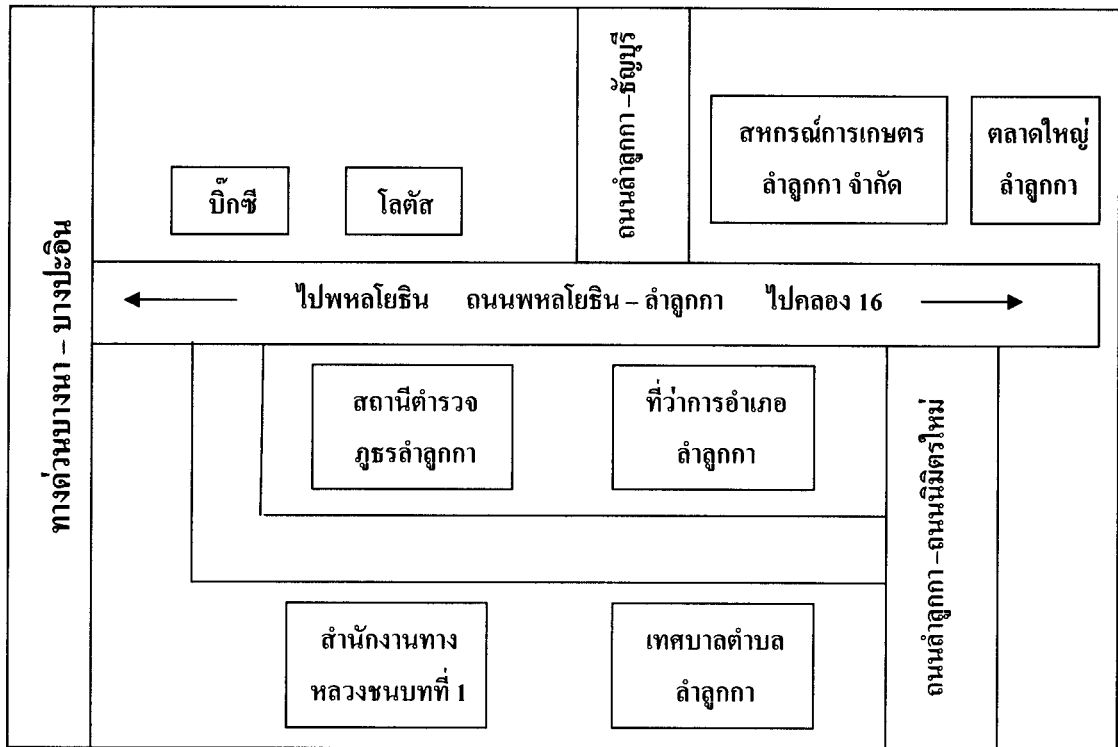 ทางด่วนบางนา – บางปะอิน
ถนนลำลูกกา –ธัญบุรี
สหกรณ์การเกษตร
ลำลูกกา จำกัด
ตลาดใหญ่
ลำลูกกา
บิ๊กซี
โลตัส
ไปพหลโยธิน ถนนพหลโยธิน – ลำลูกกา ไปคลอง 16
สถานีตำรวจ
ภูธรลำลูกกา
ที่ว่าการอำเภอ
ลำลูกกา
ถนนลำลูกกา –ถนนนิมิตรใหม่
สำนักงานทาง
หลวงชนบทที่ 1
เทศบาลตำบล
ลำลูกกา